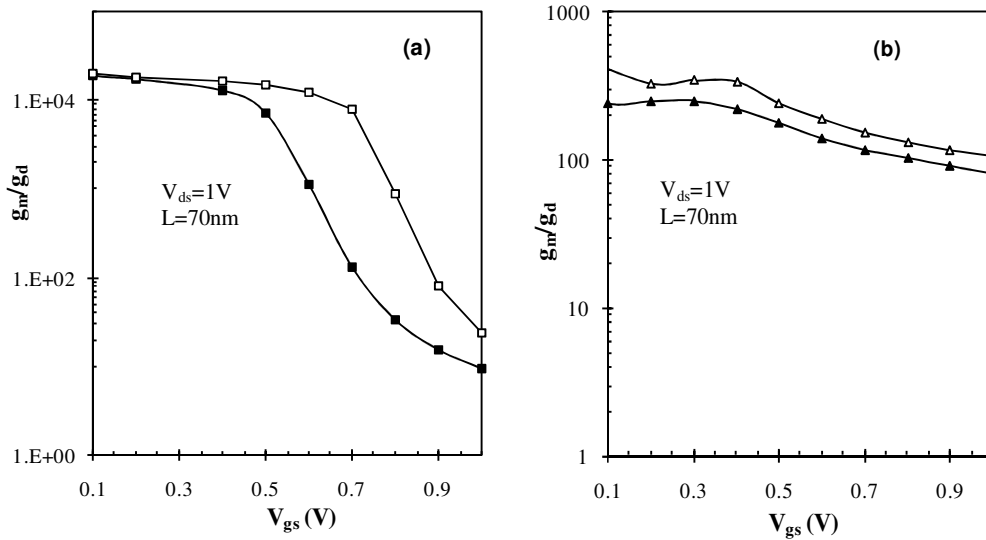 (a)
1.E+04
1.E+02
1.E+00
g_m/g_d
V_ds=1V
L=70nm
0.1 0.3 0.5 0.7 0.9
V_gs (V)
(b)
1000
100
10
1
g_m/g_d
V_ds=1V
L=70nm
0.1 0.3 0.5 0.7 0.9
V_gs (V)